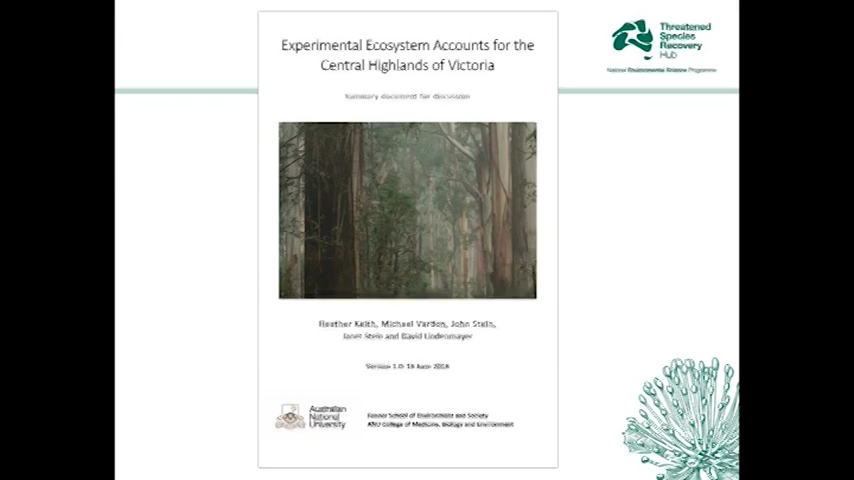 Experimental Ecosystem Accounts for the
Central Highlands of Victoria
Summary document for discussion
Heather Keith, Michael Vardon, John Stein,
Janet Stein and David Lindenmayer
Version 1.0: 16 June 2016
Australian
National
University
Fenner School of Environment and Society
ANU College of Medicine, Biology and Environment
Threatened
Species
Recovery
Hub
National Environmental Science Programme